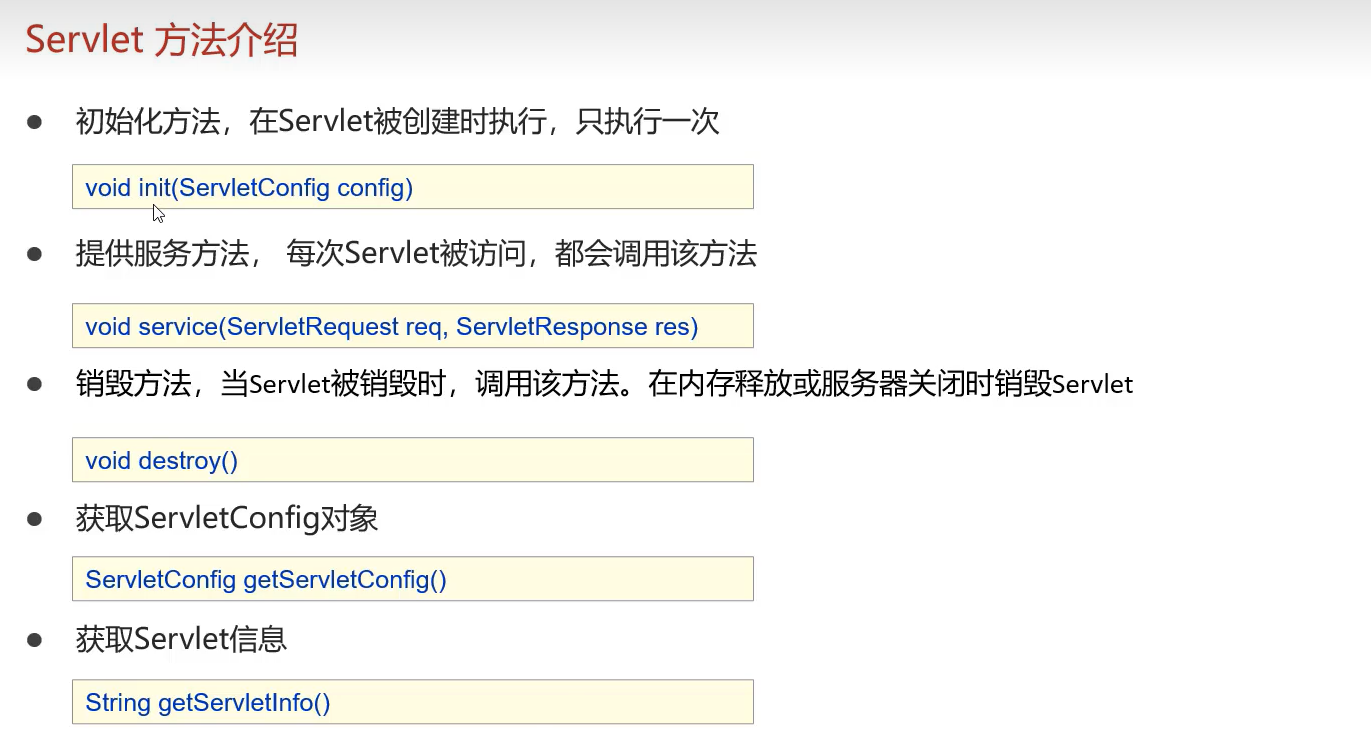 Servlet 方法介绍
● 初始化方法，在Servlet被创建时执行，只执行一次
void init(ServletConfig config)
● 提供服务方法， 每次Servlet被访问，都会调用该方法
void service(ServletRequest req, ServletResponse res)
● 销毁方法，当Servlet被销毁时，调用该方法。在内存释放或服务器关闭时销毁Servlet
void destroy()
● 获取ServletConfig对象
ServletConfig getServletConfig()
● 获取Servlet信息
String getServletInfo()